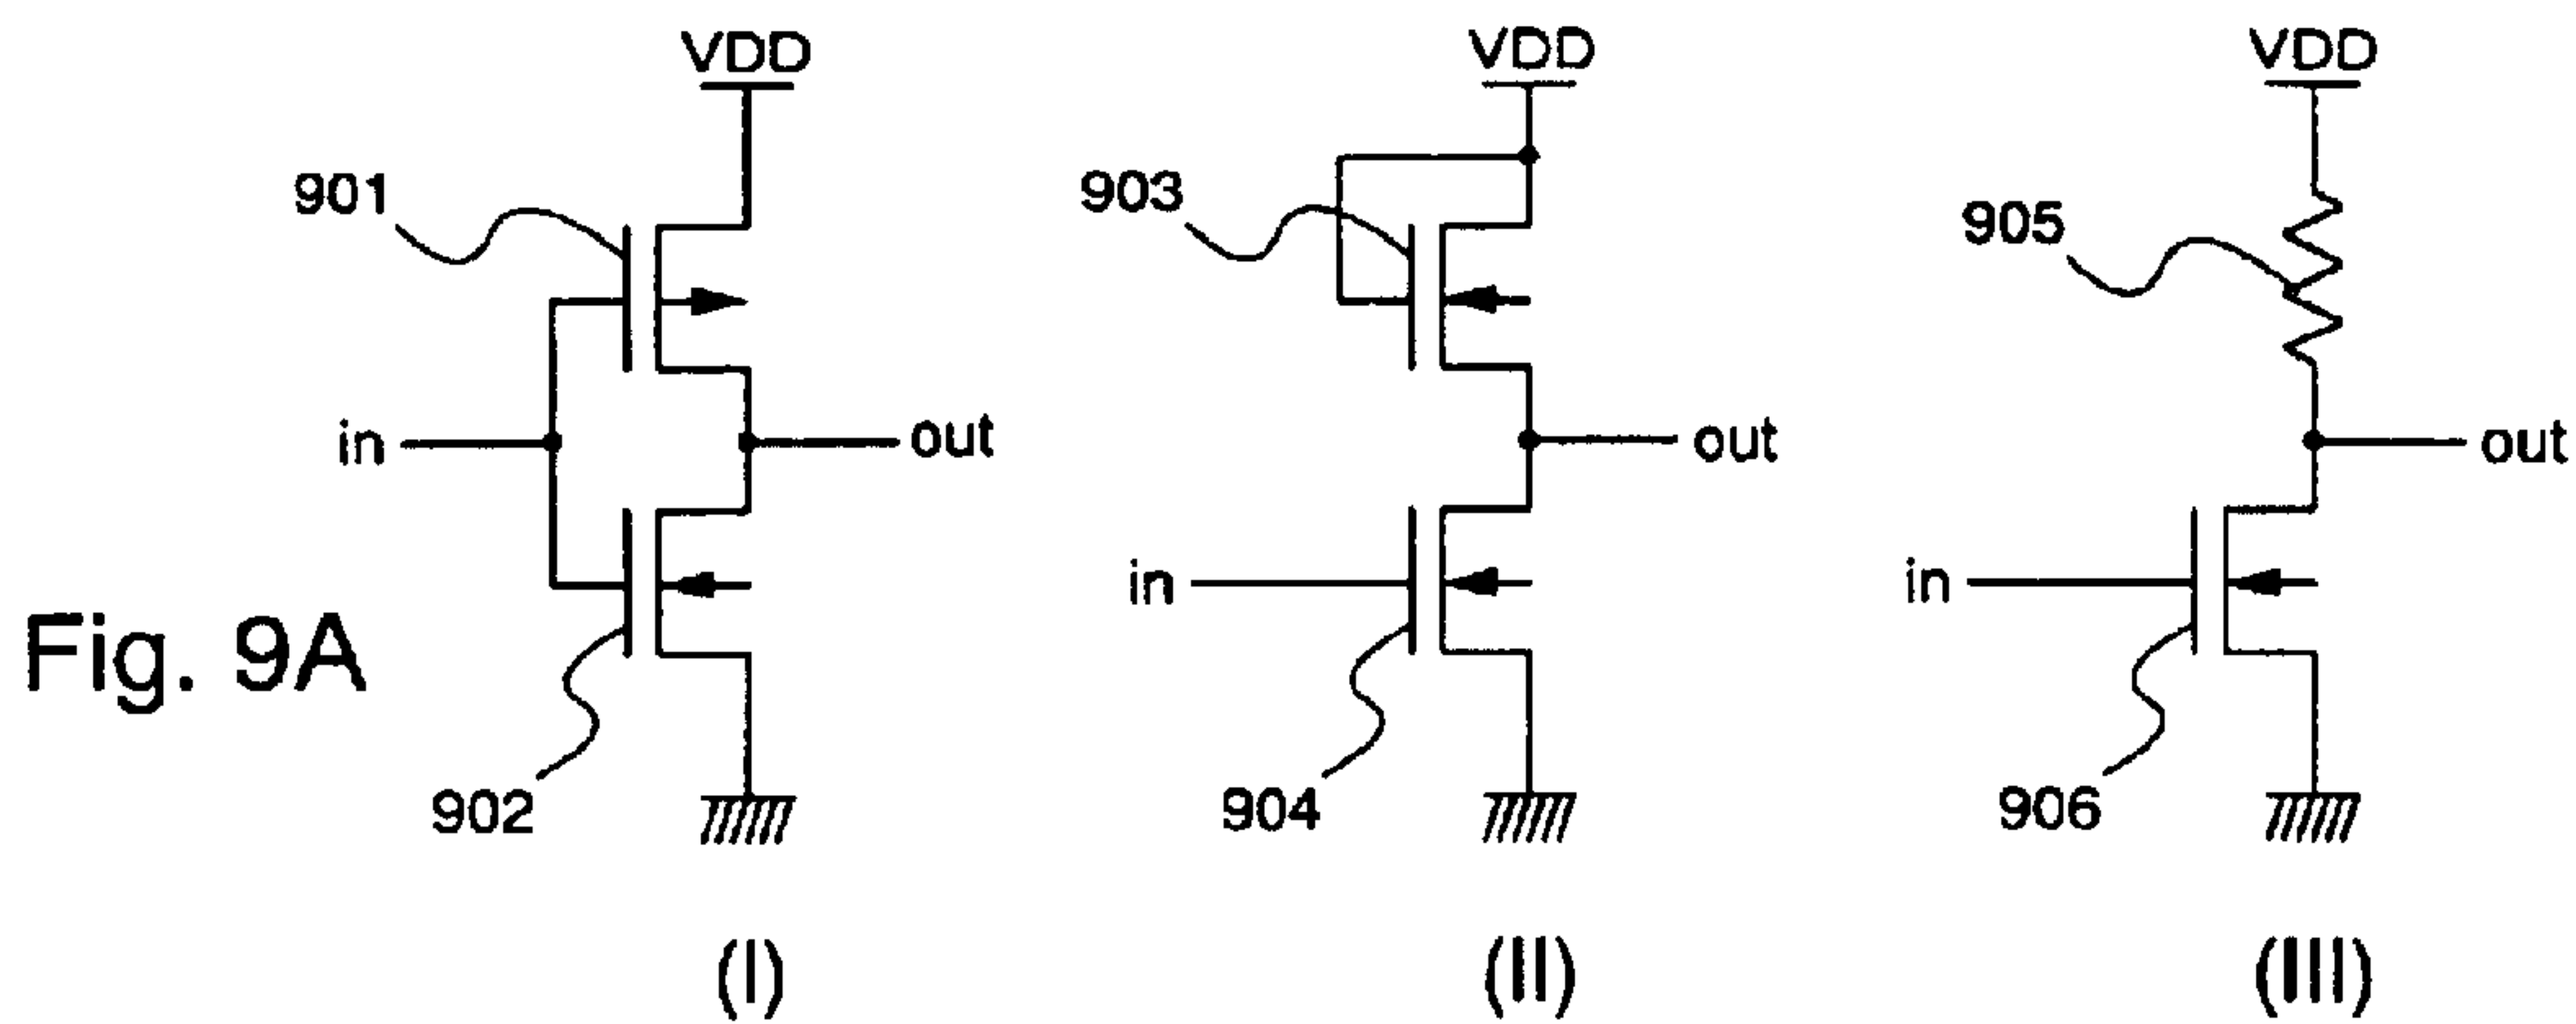 VDD
VDD
VDD
901
903
905
in
out
out
out
in
in
Fig. 9A
902
904
906
(I)
(II)
(III)